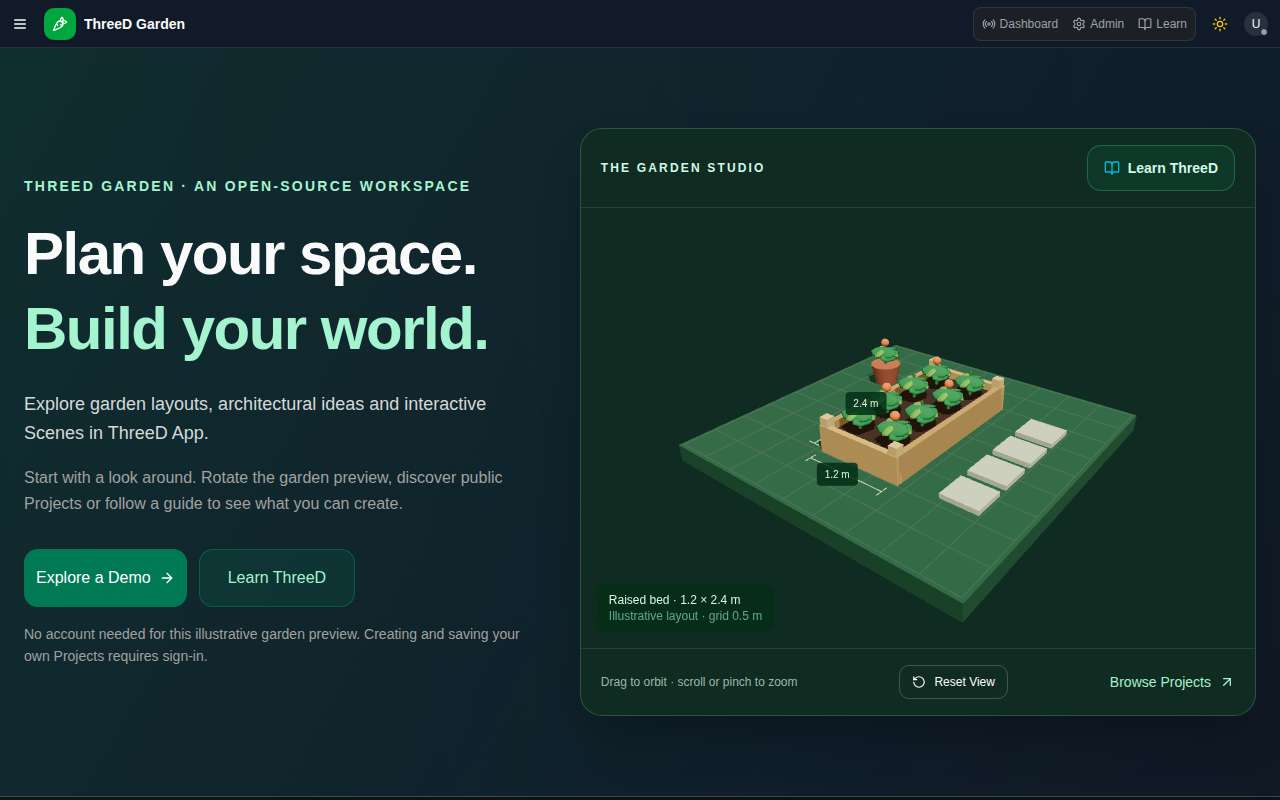 ThreeD Garden
Dashboard
Admin
Learn
U
THREED GARDEN · AN OPEN-SOURCE WORKSPACE
Plan your space.
Build your world.
Explore garden layouts, architectural ideas and interactive
Scenes in ThreeD App.
Start with a look around. Rotate the garden preview, discover public
Projects or follow a guide to see what you can create.
Explore a Demo
Learn ThreeD
No account needed for this illustrative garden preview. Creating and saving your
own Projects requires sign-in.
THE GARDEN STUDIO
Learn ThreeD
2.4 m
1.2 m
Raised bed · 1.2 × 2.4 m
Illustrative layout · grid 0.5 m
Drag to orbit · scroll or pinch to zoom
Reset View
Browse Projects